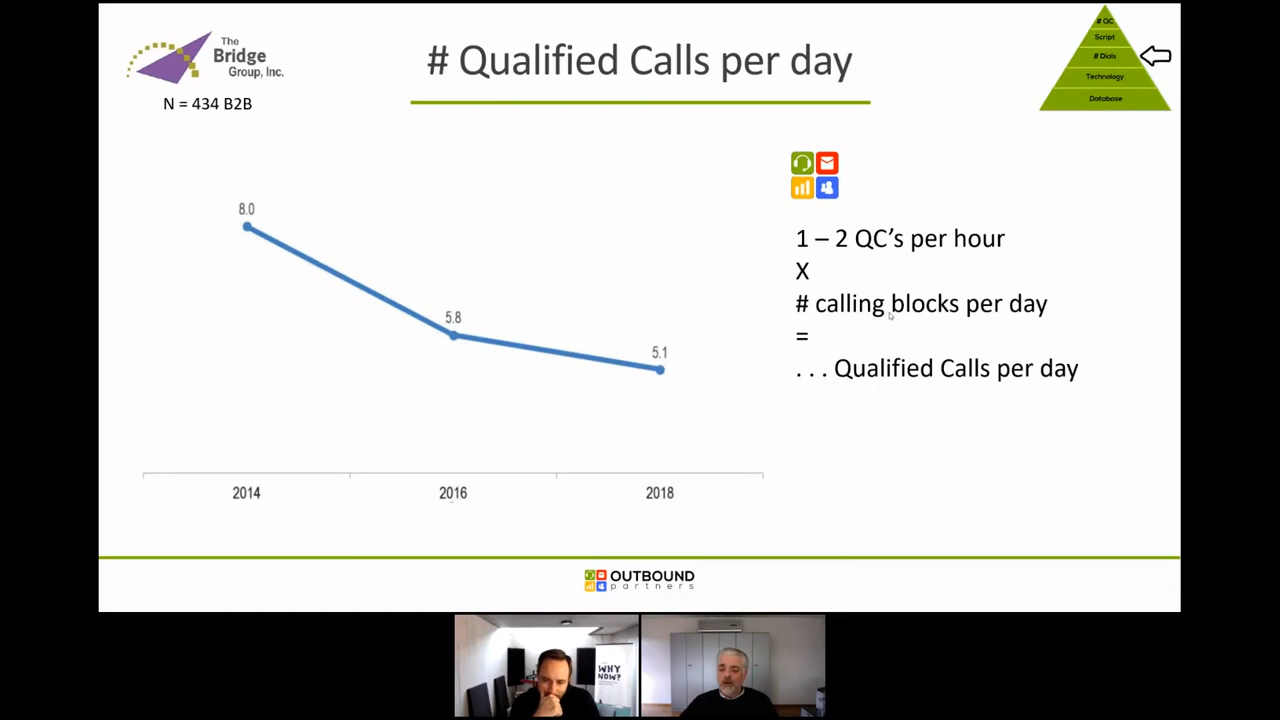 The
Bridge
Group, Inc.
N = 434 B2B
# Qualified Calls per day
# QC
Script
# Dials
Technology
Database
8.0
5.8
5.1
2014
2016
2018
1 – 2 QC’s per hour
X
# calling blocks per day
=
. . . Qualified Calls per day
OUTBOUND
partners
WHY
NOW?